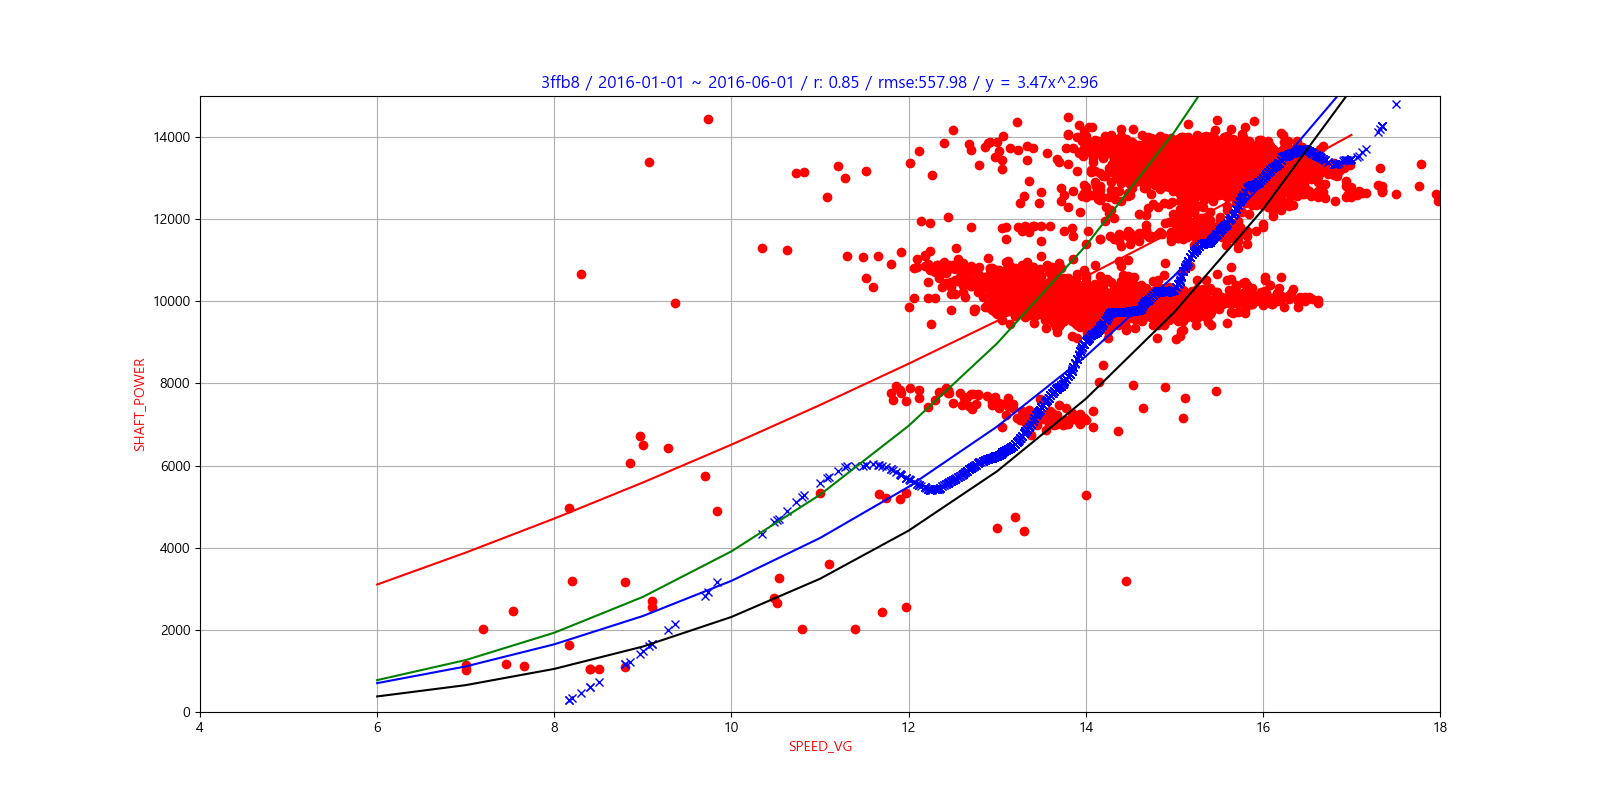 3ffb8 / 2016-01-01 ~ 2016-06-01 / r: 0.85 / rmse:557.98 / y = 3.47x^2.96
14000
12000
10000
8000
6000
4000
2000
0
SHAFT_POWER
4 6 8 10 12 14 16 18
SPEED_VG